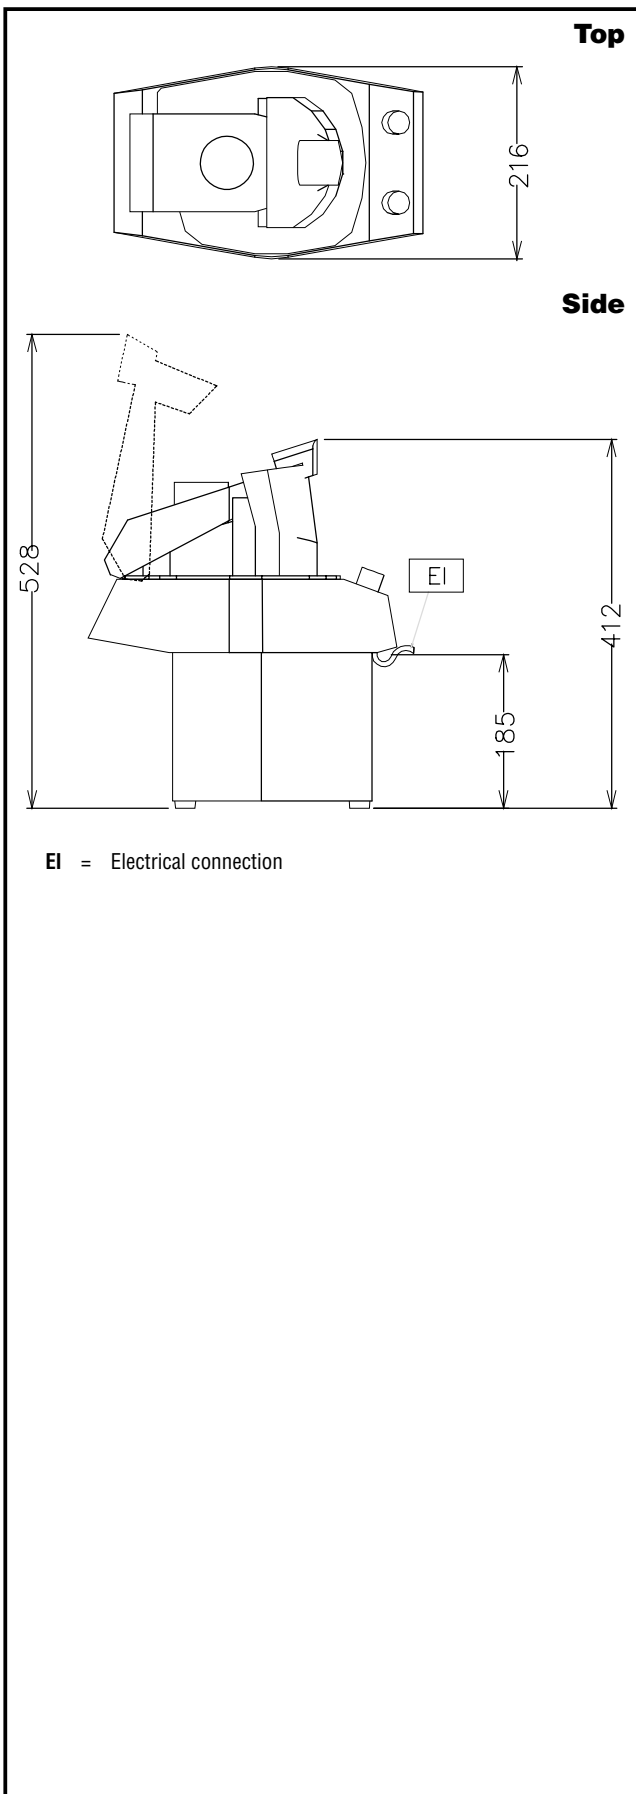 Top
216
Side
528
EI
412
185
EI = Electrical connection